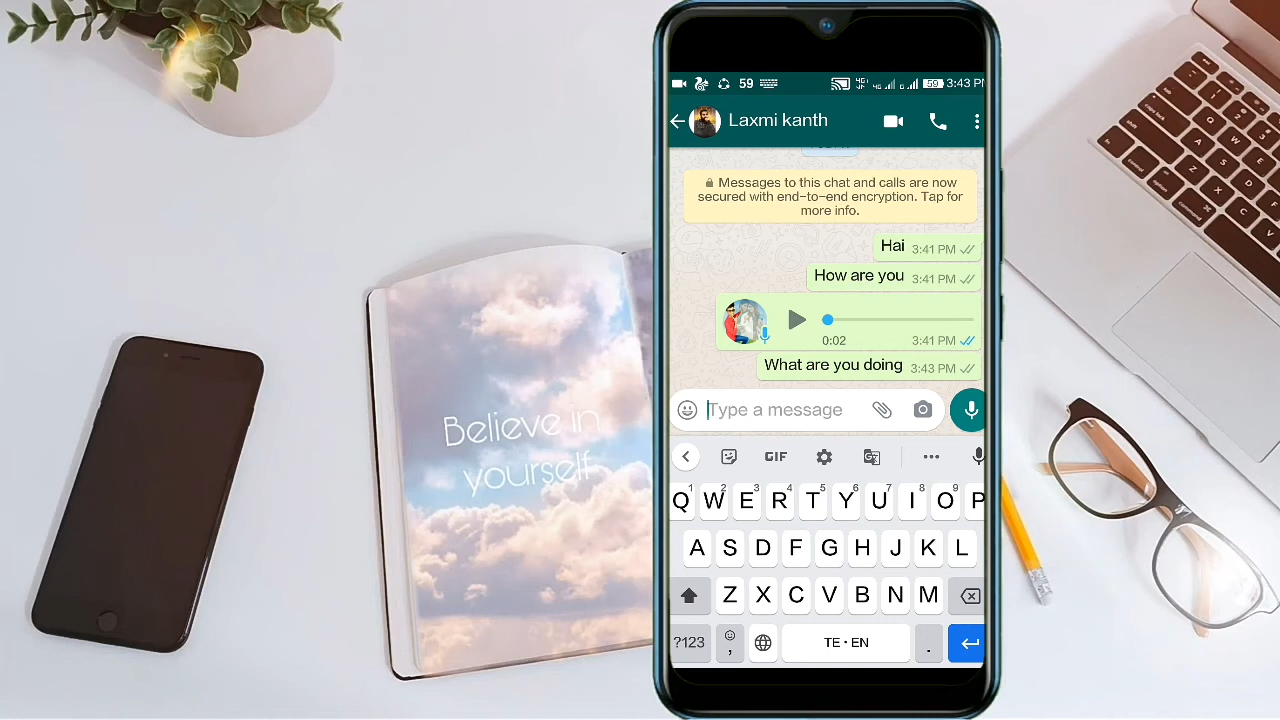 Believe in
yourself
59
59 3:43 PM
Laxmi kanth
Messages to this chat and calls are now
secured with end-to-end encryption. Tap for
more info.
Hai 3:41 PM
How are you 3:41 PM
0:02 3:41 PM
What are you doing 3:43 PM
Type a message
GIF
1 2 3 4 5 6 7 8 9
Q W E R T Y U I O P
A S D F G H J K L
Z X C V B N M
?123 , TE • EN .